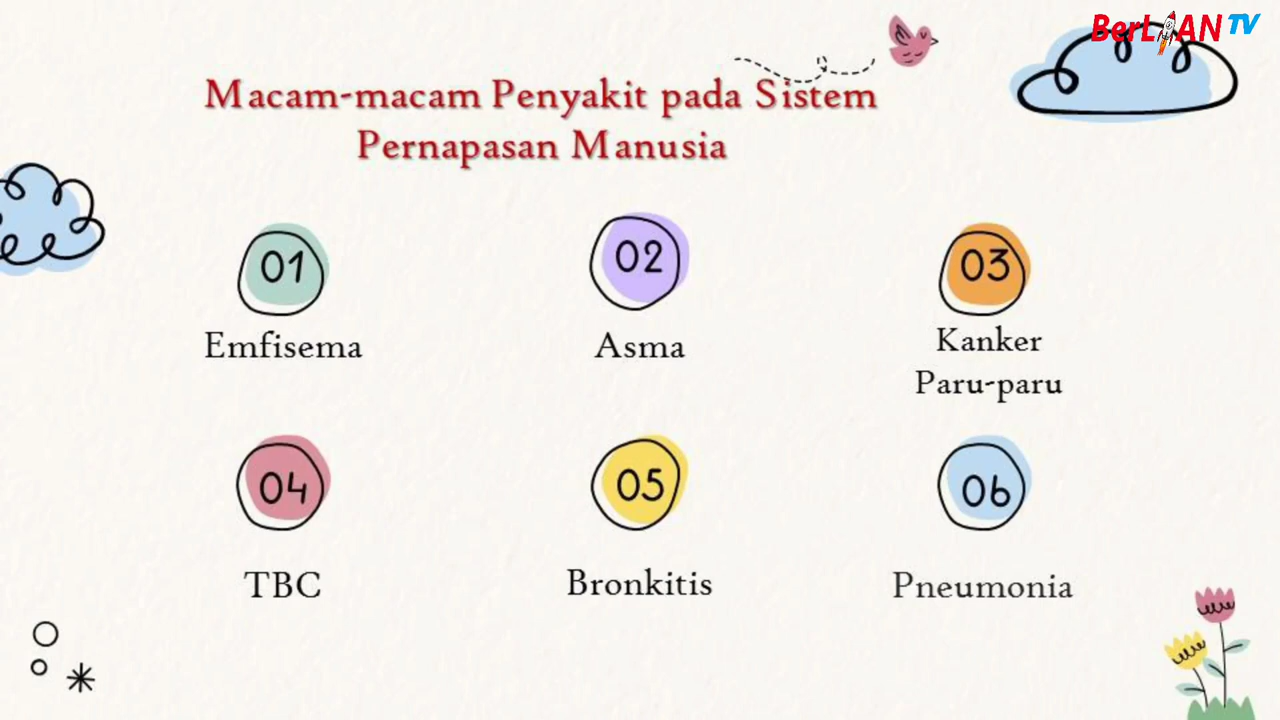 BerLIAN TV
Macam-macam Penyakit pada Sistem
Pernapasan Manusia
01
02
03
Emfisema
Asma
Kanker
Paru-paru
04
05
06
TBC
Bronkitis
Pneumonia